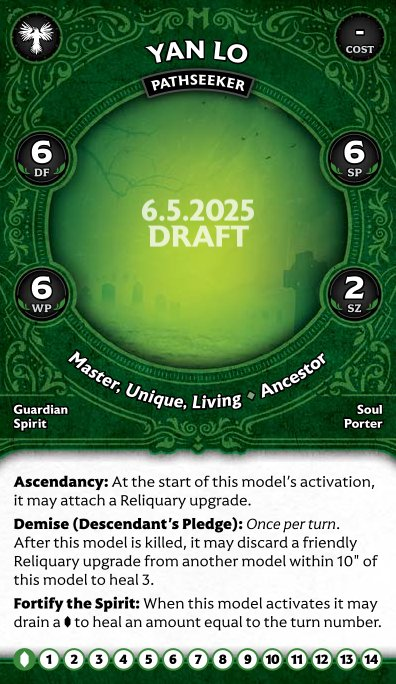 YAN LO
-
COST
PATHSEEKER
6
DF
6
SP
6.5.2025
DRAFT
6
WP
2
SZ
Master, Unique, Living ♦ Ancestor
Guardian
Spirit
Soul
Porter
Ascendancy: At the start of this model's activation,
it may attach a Reliquary upgrade.
Demise (Descendant's Pledge): Once per turn.
After this model is killed, it may discard a friendly
Reliquary upgrade from another model within 10" of
this model to heal 3.
Fortify the Spirit: When this model activates it may
drain a ♦ to heal an amount equal to the turn number.
1 2 3 4 5 6 7 8 9 10 11 12 13 14